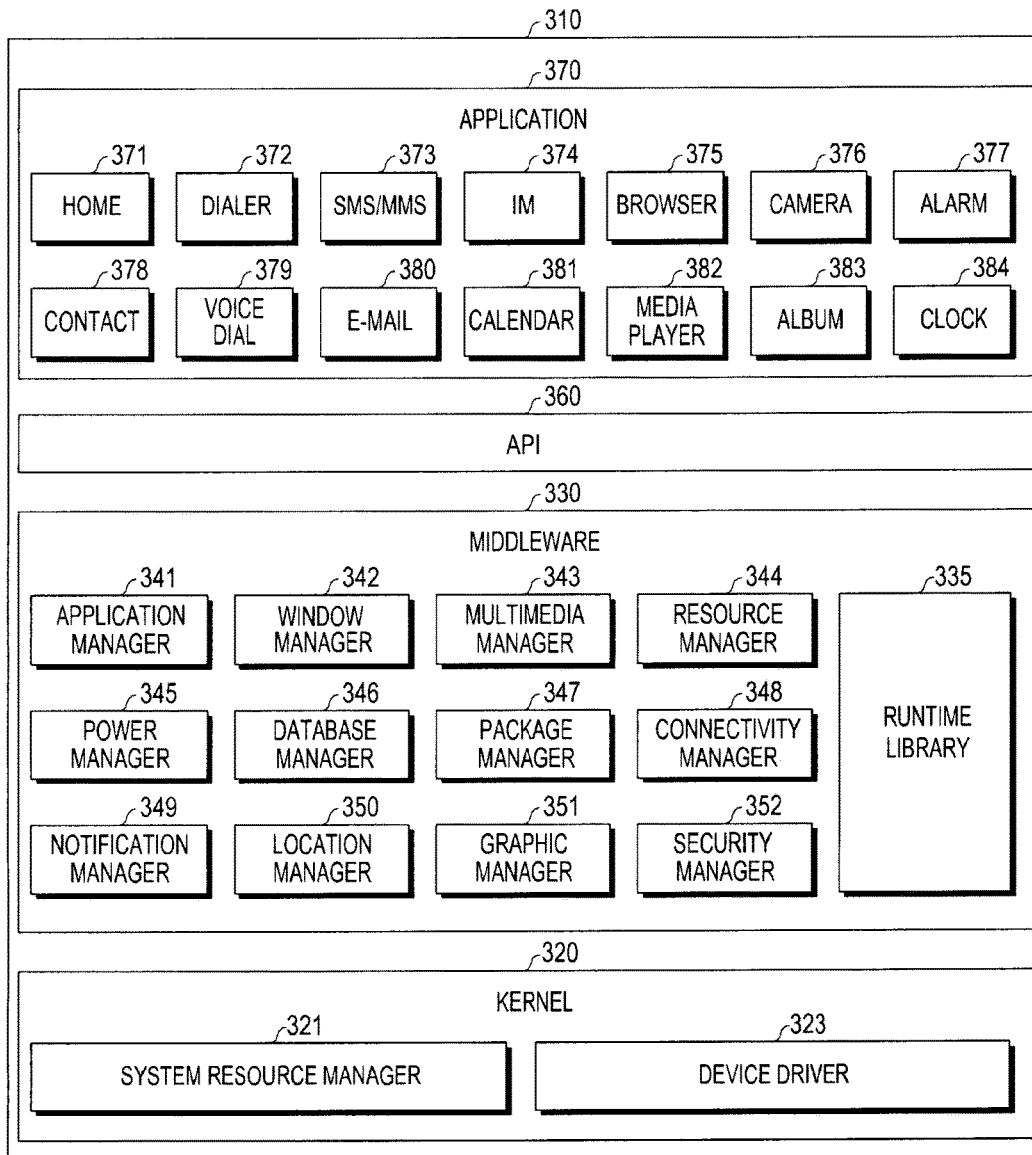 310
370
APPLICATION
371 372 373 374 375 376 377
HOME DIALER SMS/MMS IM BROWSER CAMERA ALARM
378 379 380 381 382 383 384
CONTACT VOICE DIAL E-MAIL CALENDAR MEDIA PLAYER ALBUM CLOCK
360
API
330
MIDDLEWARE
341 342 343 344 335
APPLICATION MANAGER WINDOW MANAGER MULTIMEDIA MANAGER RESOURCE MANAGER
345 346 347 348
POWER MANAGER DATABASE MANAGER PACKAGE MANAGER CONNECTIVITY MANAGER RUNTIME LIBRARY
349 350 351 352
NOTIFICATION MANAGER LOCATION MANAGER GRAPHIC MANAGER SECURITY MANAGER
320
KERNEL
321 323
SYSTEM RESOURCE MANAGER DEVICE DRIVER